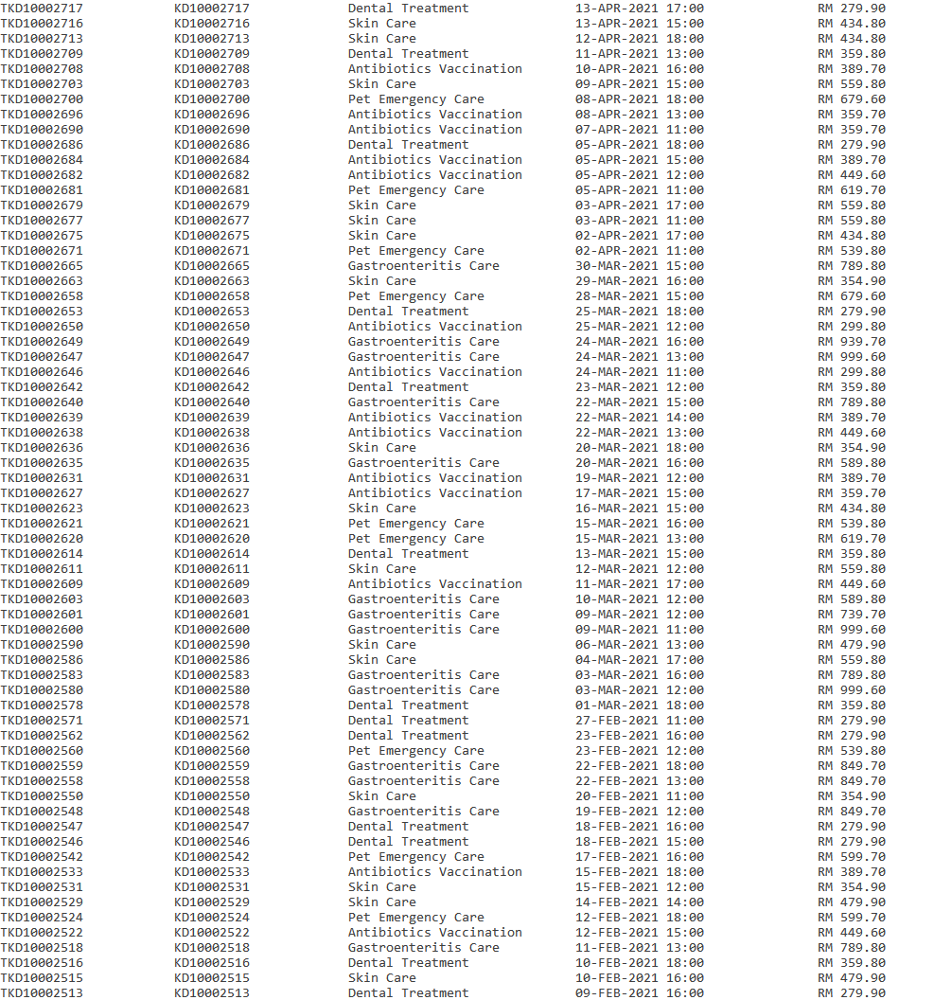 TKD10002717 KD10002717 Dental Treatment 13-APR-2021 17:00 RM 279.90
TKD10002716 KD10002716 Skin Care 13-APR-2021 15:00 RM 434.80
TKD10002713 KD10002713 Skin Care 12-APR-2021 18:00 RM 434.80
TKD10002709 KD10002709 Dental Treatment 11-APR-2021 13:00 RM 359.80
TKD10002708 KD10002708 Antibiotics Vaccination 10-APR-2021 16:00 RM 389.70
TKD10002703 KD10002703 Skin Care 09-APR-2021 15:00 RM 559.80
TKD10002700 KD10002700 Pet Emergency Care 08-APR-2021 18:00 RM 679.60
TKD10002696 KD10002696 Antibiotics Vaccination 08-APR-2021 13:00 RM 359.70
TKD10002690 KD10002690 Antibiotics Vaccination 07-APR-2021 11:00 RM 359.70
TKD10002686 KD10002686 Dental Treatment 05-APR-2021 18:00 RM 279.90
TKD10002684 KD10002684 Antibiotics Vaccination 05-APR-2021 15:00 RM 389.70
TKD10002682 KD10002682 Antibiotics Vaccination 05-APR-2021 12:00 RM 449.60
TKD10002681 KD10002681 Pet Emergency Care 05-APR-2021 11:00 RM 619.70
TKD10002679 KD10002679 Skin Care 03-APR-2021 17:00 RM 559.80
TKD10002677 KD10002677 Skin Care 03-APR-2021 11:00 RM 559.80
TKD10002675 KD10002675 Skin Care 02-APR-2021 17:00 RM 434.80
TKD10002671 KD10002671 Pet Emergency Care 02-APR-2021 11:00 RM 539.80
TKD10002665 KD10002665 Gastroenteritis Care 30-MAR-2021 15:00 RM 789.80
TKD10002663 KD10002663 Skin Care 29-MAR-2021 16:00 RM 354.90
TKD10002658 KD10002658 Pet Emergency Care 28-MAR-2021 15:00 RM 679.60
TKD10002653 KD10002653 Dental Treatment 25-MAR-2021 18:00 RM 279.90
TKD10002650 KD10002650 Antibiotics Vaccination 25-MAR-2021 12:00 RM 299.80
TKD10002649 KD10002649 Gastroenteritis Care 24-MAR-2021 16:00 RM 939.70
TKD10002647 KD10002647 Gastroenteritis Care 24-MAR-2021 13:00 RM 999.60
TKD10002646 KD10002646 Antibiotics Vaccination 24-MAR-2021 11:00 RM 299.80
TKD10002642 KD10002642 Dental Treatment 23-MAR-2021 12:00 RM 359.80
TKD10002640 KD10002640 Gastroenteritis Care 22-MAR-2021 15:00 RM 789.80
TKD10002639 KD10002639 Antibiotics Vaccination 22-MAR-2021 14:00 RM 389.70
TKD10002638 KD10002638 Antibiotics Vaccination 22-MAR-2021 13:00 RM 449.60
TKD10002636 KD10002636 Skin Care 20-MAR-2021 18:00 RM 354.90
TKD10002635 KD10002635 Gastroenteritis Care 20-MAR-2021 16:00 RM 589.80
TKD10002631 KD10002631 Antibiotics Vaccination 19-MAR-2021 12:00 RM 389.70
TKD10002627 KD10002627 Antibiotics Vaccination 17-MAR-2021 15:00 RM 359.70
TKD10002623 KD10002623 Skin Care 16-MAR-2021 15:00 RM 434.80
TKD10002621 KD10002621 Pet Emergency Care 15-MAR-2021 16:00 RM 539.80
TKD10002620 KD10002620 Pet Emergency Care 15-MAR-2021 13:00 RM 619.70
TKD10002614 KD10002614 Dental Treatment 13-MAR-2021 15:00 RM 359.80
TKD10002611 KD10002611 Skin Care 12-MAR-2021 12:00 RM 559.80
TKD10002609 KD10002609 Antibiotics Vaccination 11-MAR-2021 17:00 RM 449.60
TKD10002603 KD10002603 Gastroenteritis Care 10-MAR-2021 12:00 RM 589.80
TKD10002601 KD10002601 Gastroenteritis Care 09-MAR-2021 12:00 RM 739.70
TKD10002600 KD10002600 Gastroenteritis Care 09-MAR-2021 11:00 RM 999.60
TKD10002590 KD10002590 Skin Care 06-MAR-2021 13:00 RM 479.90
TKD10002586 KD10002586 Skin Care 04-MAR-2021 17:00 RM 559.80
TKD10002583 KD10002583 Gastroenteritis Care 03-MAR-2021 16:00 RM 789.80
TKD10002580 KD10002580 Gastroenteritis Care 03-MAR-2021 12:00 RM 999.60
TKD10002578 KD10002578 Dental Treatment 01-MAR-2021 18:00 RM 359.80
TKD10002571 KD10002571 Dental Treatment 27-FEB-2021 11:00 RM 279.90
TKD10002562 KD10002562 Dental Treatment 23-FEB-2021 16:00 RM 279.90
TKD10002560 KD10002560 Pet Emergency Care 23-FEB-2021 12:00 RM 539.80
TKD10002559 KD10002559 Gastroenteritis Care 22-FEB-2021 18:00 RM 849.70
TKD10002558 KD10002558 Gastroenteritis Care 22-FEB-2021 13:00 RM 849.70
TKD10002550 KD10002550 Skin Care 20-FEB-2021 11:00 RM 354.90
TKD10002548 KD10002548 Gastroenteritis Care 19-FEB-2021 12:00 RM 849.70
TKD10002547 KD10002547 Dental Treatment 18-FEB-2021 16:00 RM 279.90
TKD10002546 KD10002546 Dental Treatment 18-FEB-2021 15:00 RM 279.90
TKD10002542 KD10002542 Pet Emergency Care 17-FEB-2021 16:00 RM 599.70
TKD10002533 KD10002533 Antibiotics Vaccination 15-FEB-2021 18:00 RM 389.70
TKD10002531 KD10002531 Skin Care 15-FEB-2021 12:00 RM 354.90
TKD10002529 KD10002529 Skin Care 14-FEB-2021 14:00 RM 479.90
TKD10002524 KD10002524 Pet Emergency Care 12-FEB-2021 18:00 RM 599.70
TKD10002522 KD10002522 Antibiotics Vaccination 12-FEB-2021 15:00 RM 449.60
TKD10002518 KD10002518 Gastroenteritis Care 11-FEB-2021 13:00 RM 789.80
TKD10002516 KD10002516 Dental Treatment 10-FEB-2021 18:00 RM 359.80
TKD10002515 KD10002515 Skin Care 10-FEB-2021 16:00 RM 479.90
TKD10002513 KD10002513 Dental Treatment 09-FEB-2021 16:00 RM 279.90